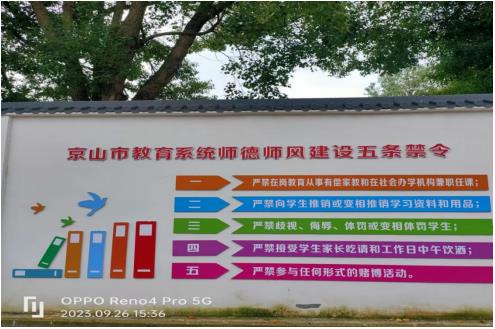 京山市教育系统师德师风建设五条禁令
一 严禁在岗教育从事有偿家教和在社会办学机构兼职任课；
二 严禁向学生推销或变相推销学习资料和用品；
三 严禁歧视、侮辱、体罚或变相体罚学生；
四 严禁接受学生家长吃请和工作日中午饮酒；
五 严禁参与任何形式的赌博活动。
OPPO Reno4 Pro 5G
2023.09.26 15:36